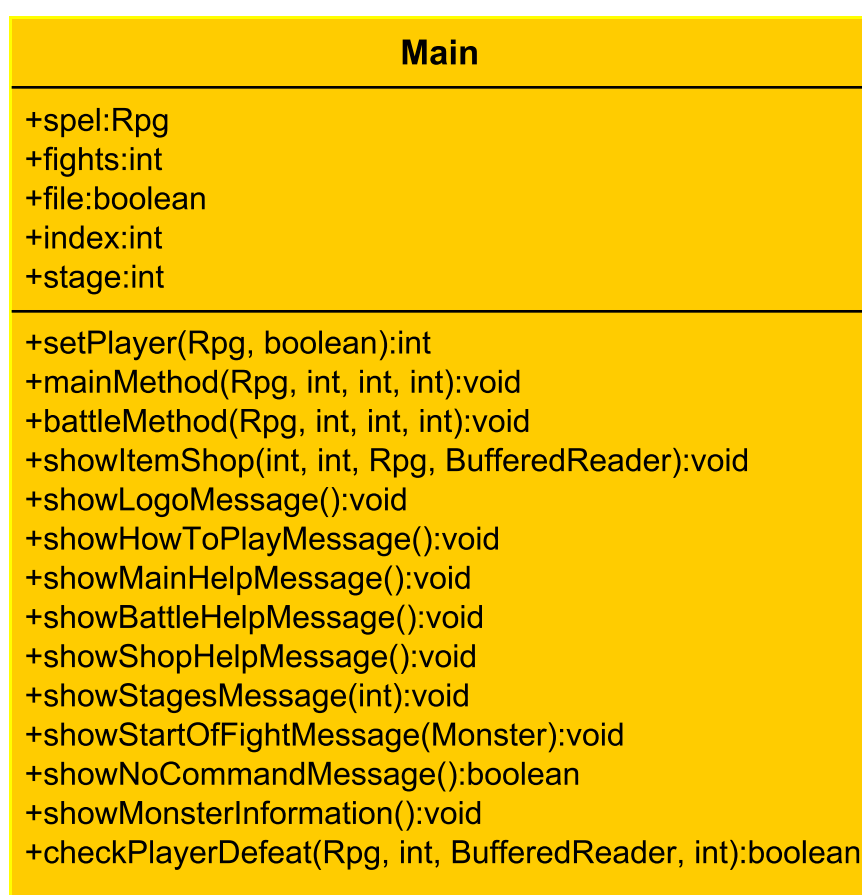 Main
+spel:Rpg
+fights:int
+file:boolean
+index:int
+stage:int
+setPlayer(Rpg, boolean):int
+mainMethod(Rpg, int, int, int):void
+battleMethod(Rpg, int, int, int):void
+showItemShop(int, int, Rpg, BufferedReader):void
+showLogoMessage():void
+showHowToPlayMessage():void
+showMainHelpMessage():void
+showBattleHelpMessage():void
+showShopHelpMessage():void
+showStagesMessage(int):void
+showStartOfFightMessage(Monster):void
+showNoCommandMessage():boolean
+showMonsterInformation():void
+checkPlayerDefeat(Rpg, int, BufferedReader, int):boolean